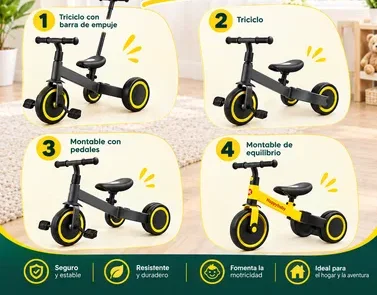 1 Triciclo con
barra de empuje
2 Triciclo
3 Montable con
pedales
4 Montable de
equilibrio
Seguro
y estable
Resistente
y duradero
Fomenta la
motricidad
Ideal para
el hogar y la aventura